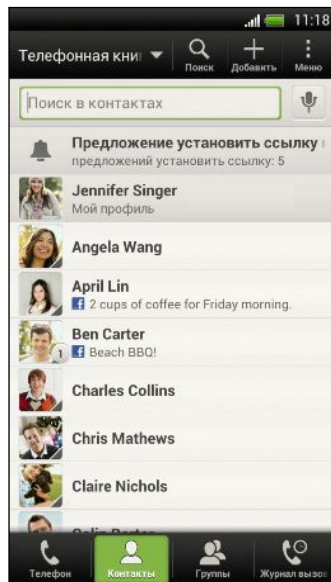 11:18
Телефонная кни
Поиск
Добавить
Меню
Поиск в контактах
Предложение установить ссылку
предложений установить ссылку: 5
Jennifer Singer
Мой профиль
Angela Wang
April Lin
f 2 cups of coffee for Friday morning.
Ben Carter
1 f Beach BBQ!
Charles Collins
Chris Mathews
Claire Nichols
Телефон
Контакты
Группы
Журнал вызо